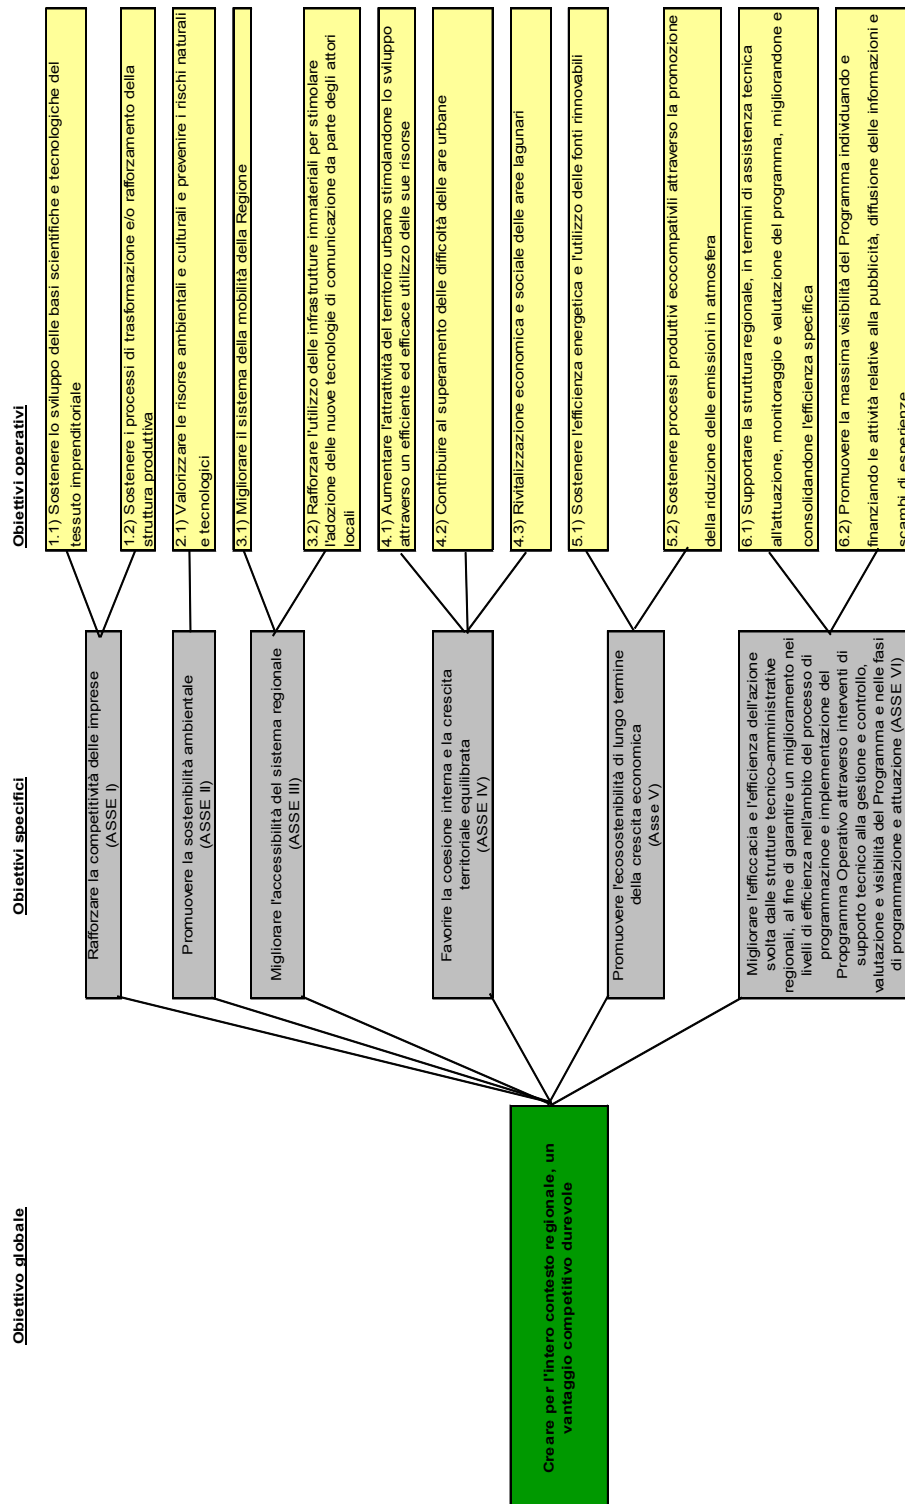 Obiettivo globale
Obiettivi specifici
Obiettivi operativi
Creare per l'intero contesto regionale, un
vantaggio competitivo durevole
Rafforzare la competitività delle imprese
(ASSE I)
Promuovere la sostenibilità ambientale
(ASSE II)
Migliorare l'accessibilità del sistema regionale
(ASSE III)
Favorire la coesione interna e la crescita
territoriale equilibrata
(ASSE IV)
Promuovere l'ecosostenibilità di lungo termine
della crescita economica
(Asse V)
Migliorare l'efficcacia e l'efficienza dell'azione
svolta dalle strutture tecnico-amministrative
regionali, al fine di garantire un miglioramento nei
livelli di efficienza nell'ambito del processo di
programmazinoe e implementazione del
Propgramma Operativo attraverso interventi di
supporto tecnico alla gestione e controllo,
valutazione e visibilità del Programma e nelle fasi
di programmazione e attuazione (ASSE VI)
1.1) Sostenere lo sviluppo delle basi scientifiche e tecnologiche del
tessuto imprenditoriale
1.2) Sostenere i processi di trasformazione e/o rafforzamento della
struttura produttiva
2.1) Valorizzare le risorse ambientali e culturali e prevenire i rischi naturali
e tecnologici
3.1) Migliorare il sistema della mobilità della Regione
3.2) Rafforzare l'utilizzo delle infrastrutture immateriali per stimolare
l'adozione delle nuove tecnologie di comunicazione da parte degli attori
locali
4.1) Aumentare l'attrattività del territorio urbano stimolandone lo sviluppo
attraverso un efficiente ed efficace utilizzo delle sue risorse
4.2) Contribuire al superamento delle difficoltà delle are urbane
4.3) Rivitalizzazione economica e sociale delle aree lagunari
5.1) Sostenere l'efficienza energetica e l'utilizzo delle fonti rinnovabili
5.2) Sostenere processi produttivi ecocompativili attraverso la promozione
della riduzione delle emissioni in atmosfera
6.1) Supportare la struttura regionale, in termini di assistenza tecnica
all'attuazione, monitoraggio e valutazione del programma, migliorandone e
consolidandone l'efficienza specifica
6.2) Promuovere la massima visibilità del Programma individuando e
finanziando le attività relative alla pubblicità, diffusione delle informazioni e
scambi di esperienze